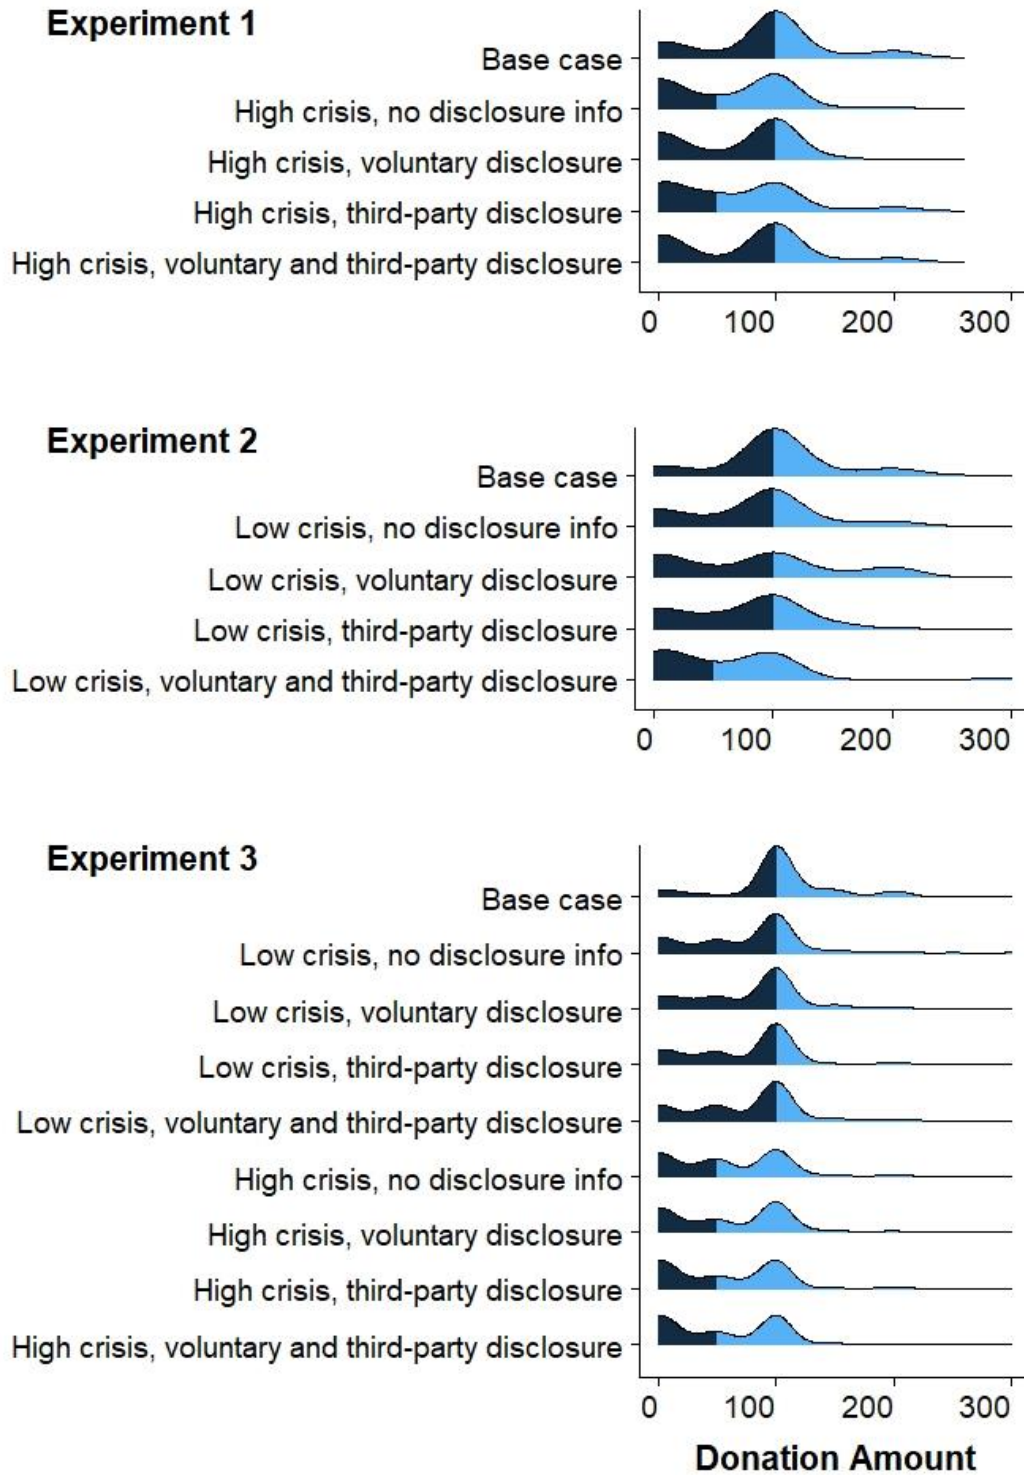 Experiment 1
Base case
High crisis, no disclosure info
High crisis, voluntary disclosure
High crisis, third-party disclosure
High crisis, voluntary and third-party disclosure
0 100 200 300
Experiment 2
Base case
Low crisis, no disclosure info
Low crisis, voluntary disclosure
Low crisis, third-party disclosure
Low crisis, voluntary and third-party disclosure
0 100 200 300
Experiment 3
Base case
Low crisis, no disclosure info
Low crisis, voluntary disclosure
Low crisis, third-party disclosure
Low crisis, voluntary and third-party disclosure
High crisis, no disclosure info
High crisis, voluntary disclosure
High crisis, third-party disclosure
High crisis, voluntary and third-party disclosure
0 100 200 300
Donation Amount